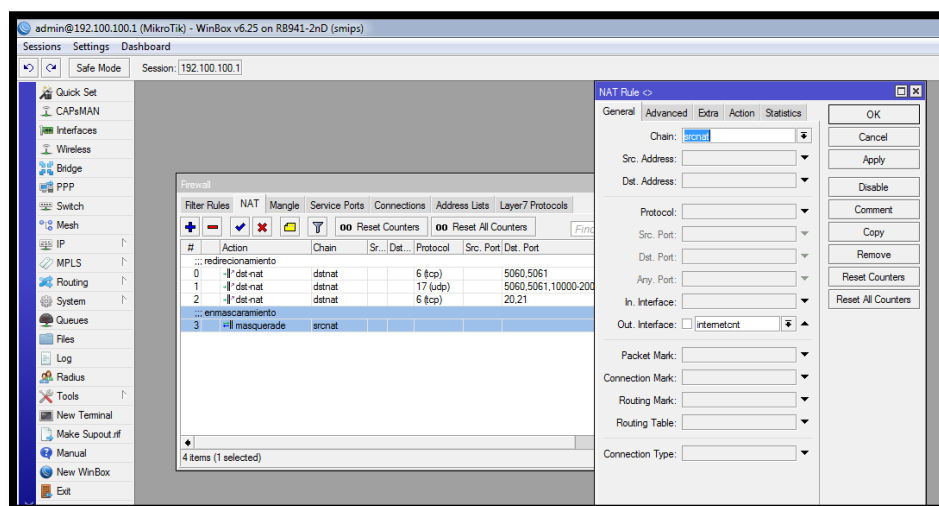 admin@192.100.100.1 (MikroTik) - WinBox v6.25 on RB941-2nD (smips)
Sessions Settings Dashboard
Safe Mode Session: 192.100.100.1
Quick Set
CAPsMAN
Interfaces
Wireless
Bridge
PPP
Switch
Mesh
IP
MPLS
Routing
System
Queues
Files
Log
Radius
Tools
New Terminal
Make Supout.rif
Manual
New WinBox
Exit
Firewall
Filter Rules NAT Mangle Service Ports Connections Address Lists Layer7 Protocols
00 Reset Counters 00 Reset All Counters Find
# Action Chain Sr... Dst... Protocol Src. Port Dst. Port
;;; redirecionamiento
0 dst-nat dstnat 6 (tcp) 5060,5061
1 dst-nat dstnat 17 (udp) 5060,5061,10000-200
2 dst-nat dstnat 6 (tcp) 20,21
;;; enmascaramiento
3 masquerade srcnat
4 items (1 selected)
NAT Rule <>
General Advanced Extra Action Statistics
Chain: srcnat
Src. Address:
Dst. Address:
Protocol:
Src. Port:
Dst. Port:
Any. Port:
In. Interface:
Out. Interface: internetcnt
Packet Mark:
Connection Mark:
Routing Mark:
Routing Table:
Connection Type:
OK
Cancel
Apply
Disable
Comment
Copy
Remove
Reset Counters
Reset All Counters